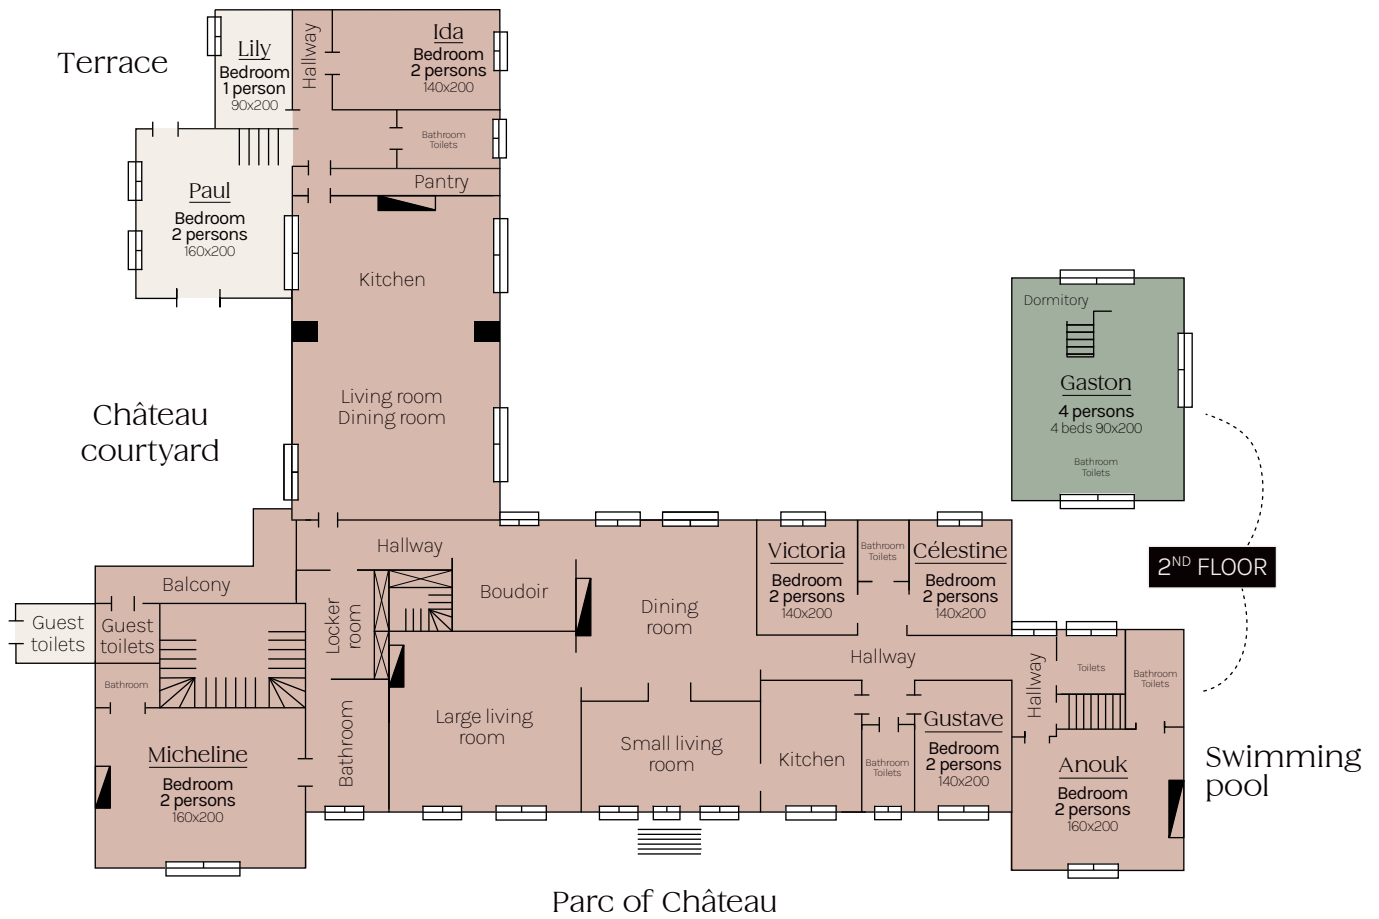 Terrace
Lily
Bedroom
1 person
90x200
Hallway
Ida
Bedroom
2 persons
140x200
Bathroom
Toilets
Pantry
Paul
Bedroom
2 persons
160x200
Kitchen
Living room
Dining room
Château
courtyard
Dormitory
Gaston
4 persons
4 beds 90x200
Bathroom
Toilets
2ND FLOOR
Hallway
Balcony
Guest
toilets
Guest
toilets
Bathroom
Locker
room
Boudoir
Dining
room
Victoria
Bedroom
2 persons
140x200
Bathroom
Toilets
Célestine
Bedroom
2 persons
140x200
Hallway
Hallway
Toilets
Bathroom
Toilets
Micheline
Bedroom
2 persons
160x200
Bathroom
Large living
room
Small living
room
Kitchen
Bathroom
Toilets
Gustave
Bedroom
2 persons
140x200
Anouk
Bedroom
2 persons
160x200
Swimming
pool
Parc of Château